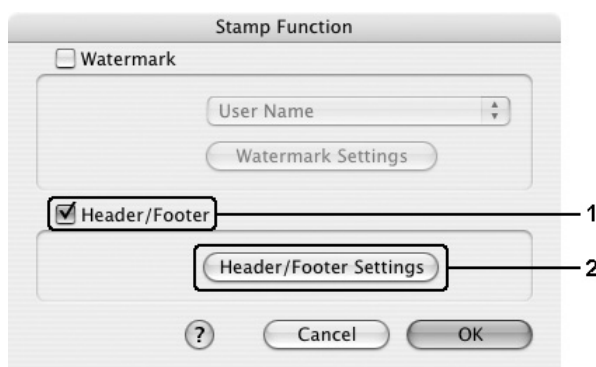 Stamp Function
Watermark
User Name
Watermark Settings
Header/Footer
1
Header/Footer Settings
2
?
Cancel
OK